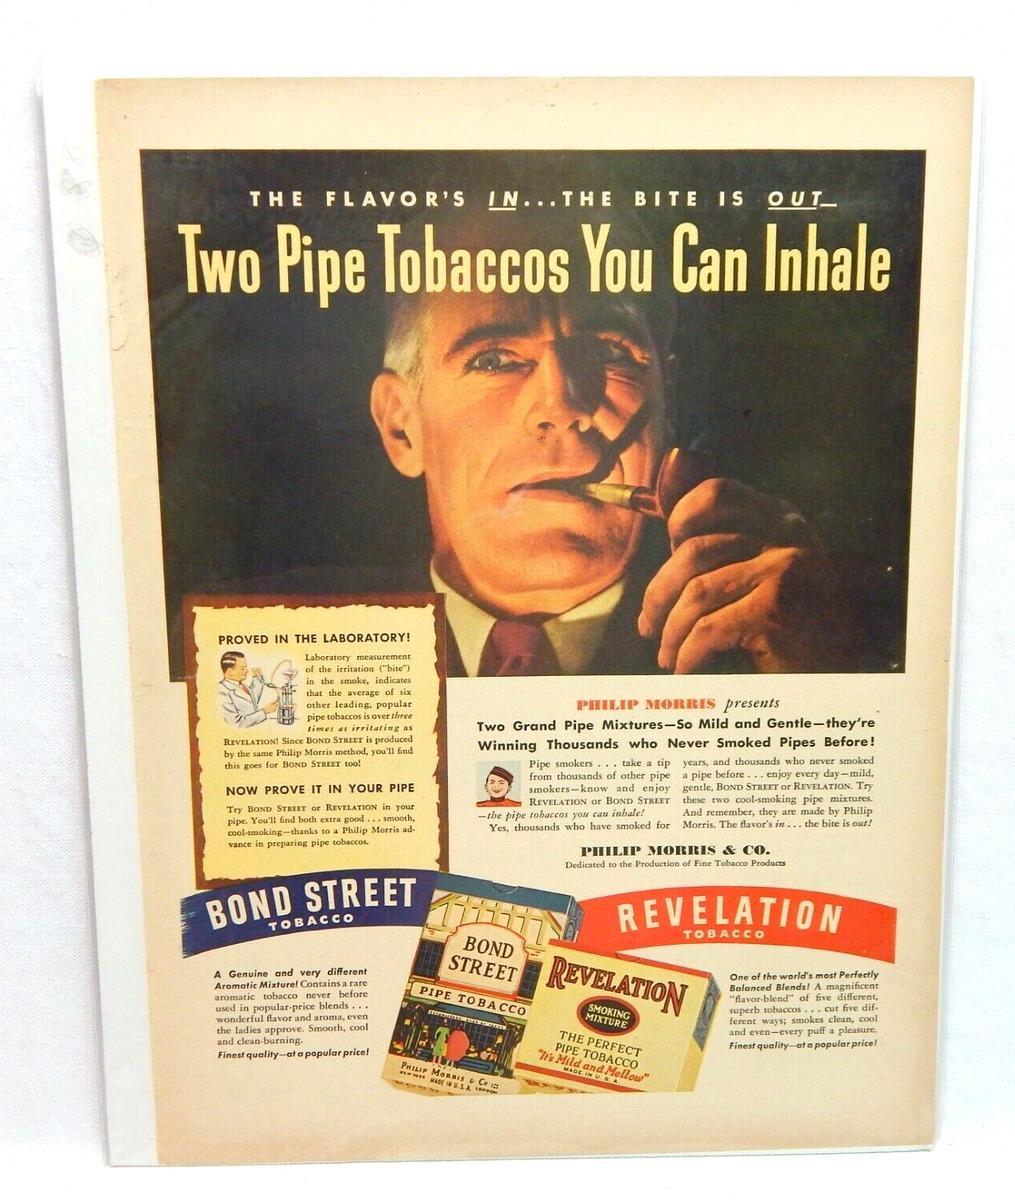 THE FLAVOR'S IN...THE BITE IS OUT
Two Pipe Tobaccos You Can Inhale
PROVED IN THE LABORATORY!
Laboratory measurement
of the irritation ("bite")
in the smoke, indicates
that the average of six
other leading, popular
pipe tobaccos is over three
times as irritating as
REVELATION! Since BOND STREET is produced
by the same Philip Morris method, you'll find
this goes for BOND STREET too!
NOW PROVE IT IN YOUR PIPE
Try BOND STREET or REVELATION in your
pipe. You'll find both extra good . . . smooth,
cool-smoking—thanks to a Philip Morris ad-
vance in preparing pipe tobaccos.
PHILIP MORRIS presents
Two Grand Pipe Mixtures—So Mild and Gentle—they're
Winning Thousands who Never Smoked Pipes Before!
Pipe smokers . . . take a tip
from thousands of other pipe
smokers—know and enjoy
REVELATION or BOND STREET
—the pipe tobaccos you can inhale!
Yes, thousands who have smoked for
years, and thousands who never smoked
a pipe before . . . enjoy every day—mild,
gentle, BOND STREET or REVELATION. Try
these two cool-smoking pipe mixtures.
And remember, they are made by Philip
Morris. The flavor's in . . . the bite is out!
PHILIP MORRIS & CO.
Dedicated to the Production of Fine Tobacco Products
BOND STREET
TOBACCO
REVELATION
TOBACCO
A Genuine and very different
Aromatic Mixture! Contains a rare
aromatic tobacco never before
used in popular-price blends . . .
wonderful flavor and aroma, even
the ladies approve. Smooth, cool
and clean-burning.
Finest quality—at a popular price!
BOND
STREET
PIPE TOBACCO
PHILIP MORRIS & Co LTD
NEW YORK MADE IN U.S.A. LONDON
REVELATION
SMOKING
MIXTURE
THE PERFECT
PIPE TOBACCO
"It's Mild and Mellow"
MADE IN U. S. A.
One of the world's most Perfectly
Balanced Blends! A magnificent
"flavor-blend" of five different,
superb tobaccos . . . cut five dif-
ferent ways; smokes clean, cool
and even—every puff a pleasure.
Finest quality—at a popular price!